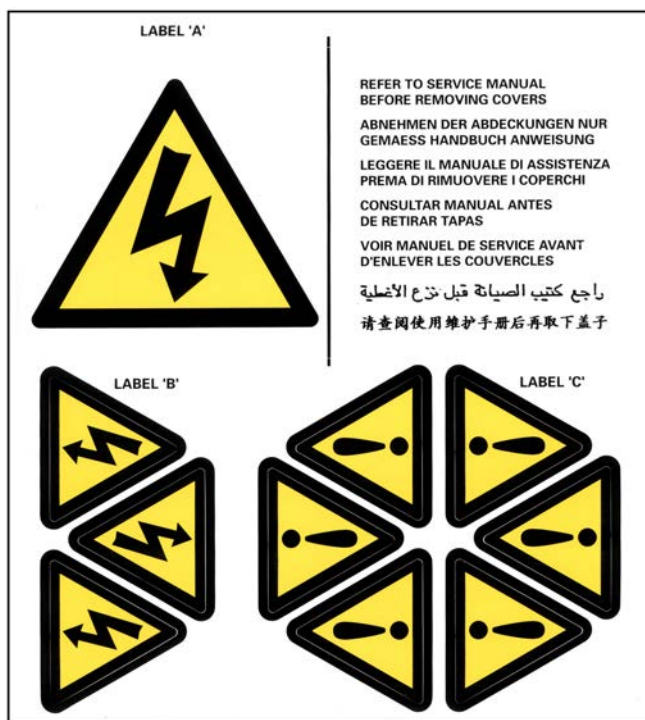 LABEL 'A'
REFER TO SERVICE MANUAL
BEFORE REMOVING COVERS
ABNEHMEN DER ABDECKUNGEN NUR
GEMAESS HANDBUCH ANWEISUNG
LEGGERE IL MANUALE DI ASSISTENZA
PREMA DI RIMUOVERE I COPERCHI
CONSULTAR MANUAL ANTES
DE RETIRAR TAPAS
VOIR MANUEL DE SERVICE AVANT
D'ENLEVER LES COUVERCLES
راجع كتيب الصيانة قبل نزع الأغطية
请查阅使用维护手册后再取下盖子
LABEL 'B'
LABEL 'C'